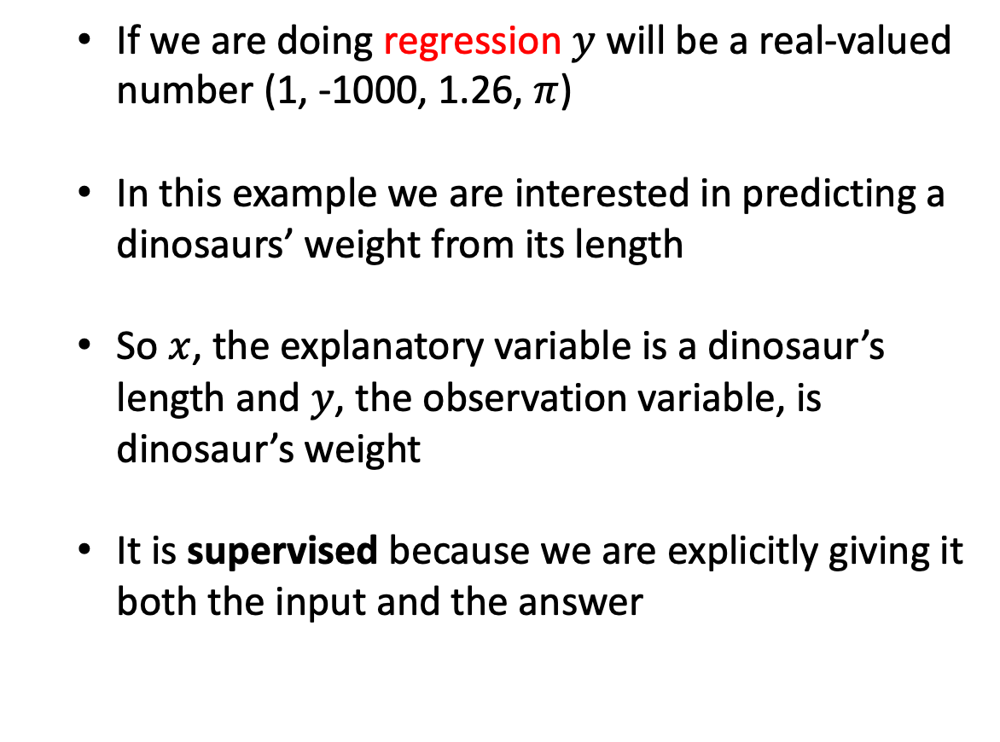 • If we are doing regression 𝑦 will be a real-valued
number (1, -1000, 1.26, 𝜋)
• In this example we are interested in predicting a
dinosaurs’ weight from its length
• So 𝑥, the explanatory variable is a dinosaur’s
length and 𝑦, the observation variable, is
dinosaur’s weight
• It is supervised because we are explicitly giving it
both the input and the answer